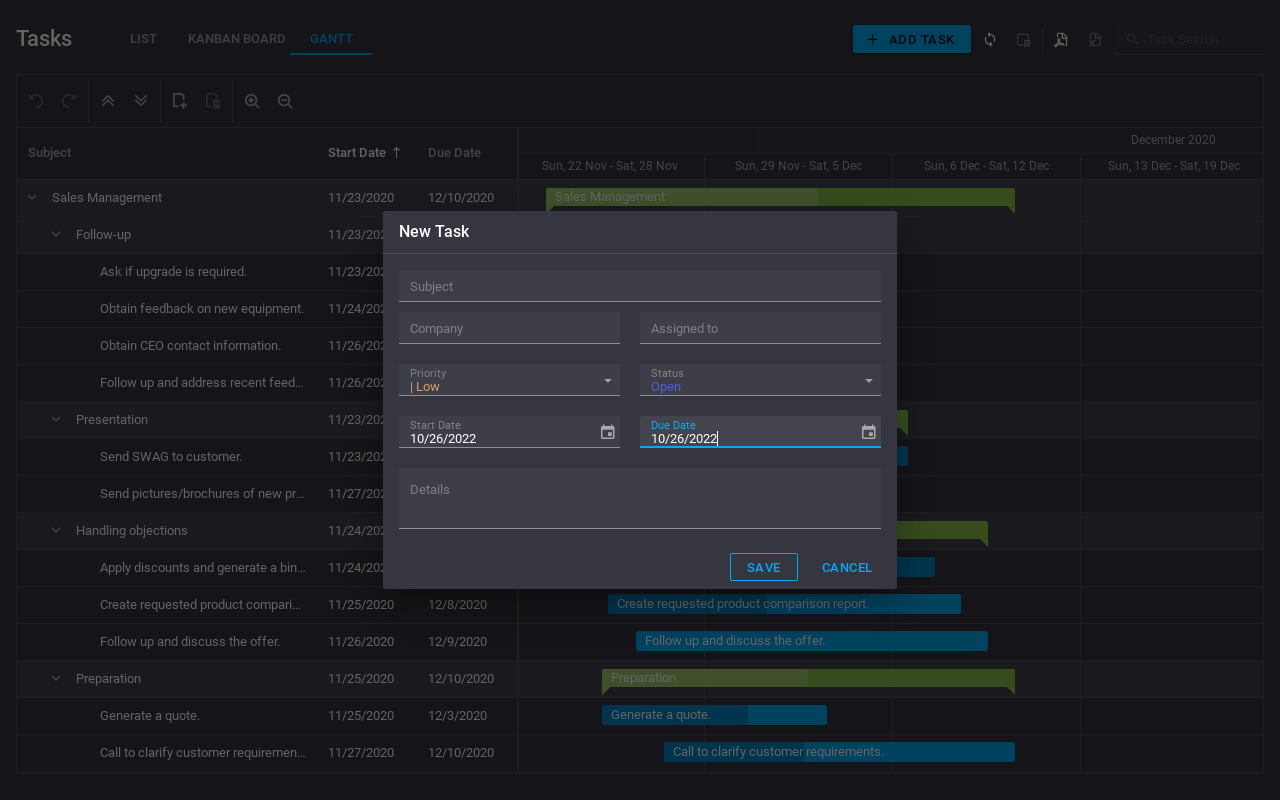 Tasks
LIST
KANBAN BOARD
GANTT
ADD TASK
Task Search
Subject
Start Date
Due Date
December 2020
Sun, 22 Nov - Sat, 28 Nov
Sun, 29 Nov - Sat, 5 Dec
Sun, 6 Dec - Sat, 12 Dec
Sun, 13 Dec - Sat, 19 Dec
Sales Management 11/23/2020 12/10/2020
Sales Management
Follow-up 11/23/202
Ask if upgrade is required. 11/23/202
Obtain feedback on new equipment. 11/24/202
Obtain CEO contact information. 11/26/202
Follow up and address recent feed... 11/26/202
Presentation 11/23/202
Send SWAG to customer. 11/23/202
Send pictures/brochures of new pr... 11/27/202
Handling objections 11/24/202
Apply discounts and generate a bin... 11/24/202
Create requested product compari... 11/25/2020 12/8/2020
Create requested product comparison report.
Follow up and discuss the offer. 11/26/2020 12/9/2020
Follow up and discuss the offer.
Preparation 11/25/2020 12/10/2020
Preparation
Generate a quote. 11/25/2020 12/3/2020
Generate a quote.
Call to clarify customer requiremen... 11/27/2020 12/10/2020
Call to clarify customer requirements.
New Task
Subject
Company
Assigned to
Priority
| Low
Status
Open
Start Date
10/26/2022
Due Date
10/26/2022
Details
SAVE
CANCEL